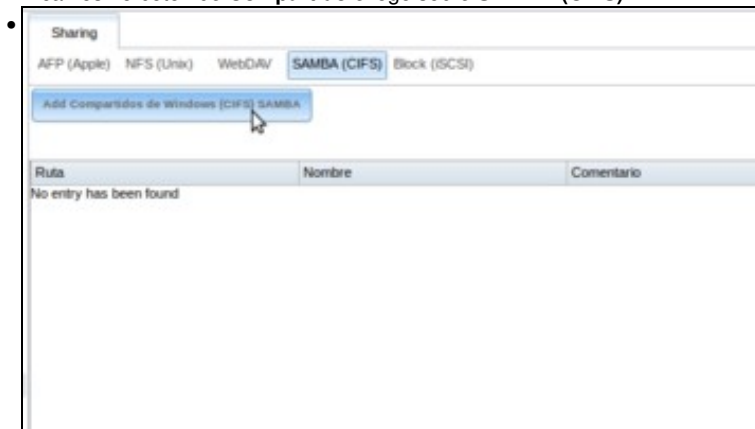 Sharing
AFP (Apple) NFS (Unix) WebDAV SAMBA (CIFS) Block (iSCSI)
Add Compartidos de Windows (CIFS) SAMBA
Ruta Nombre Comentario
No entry has been found